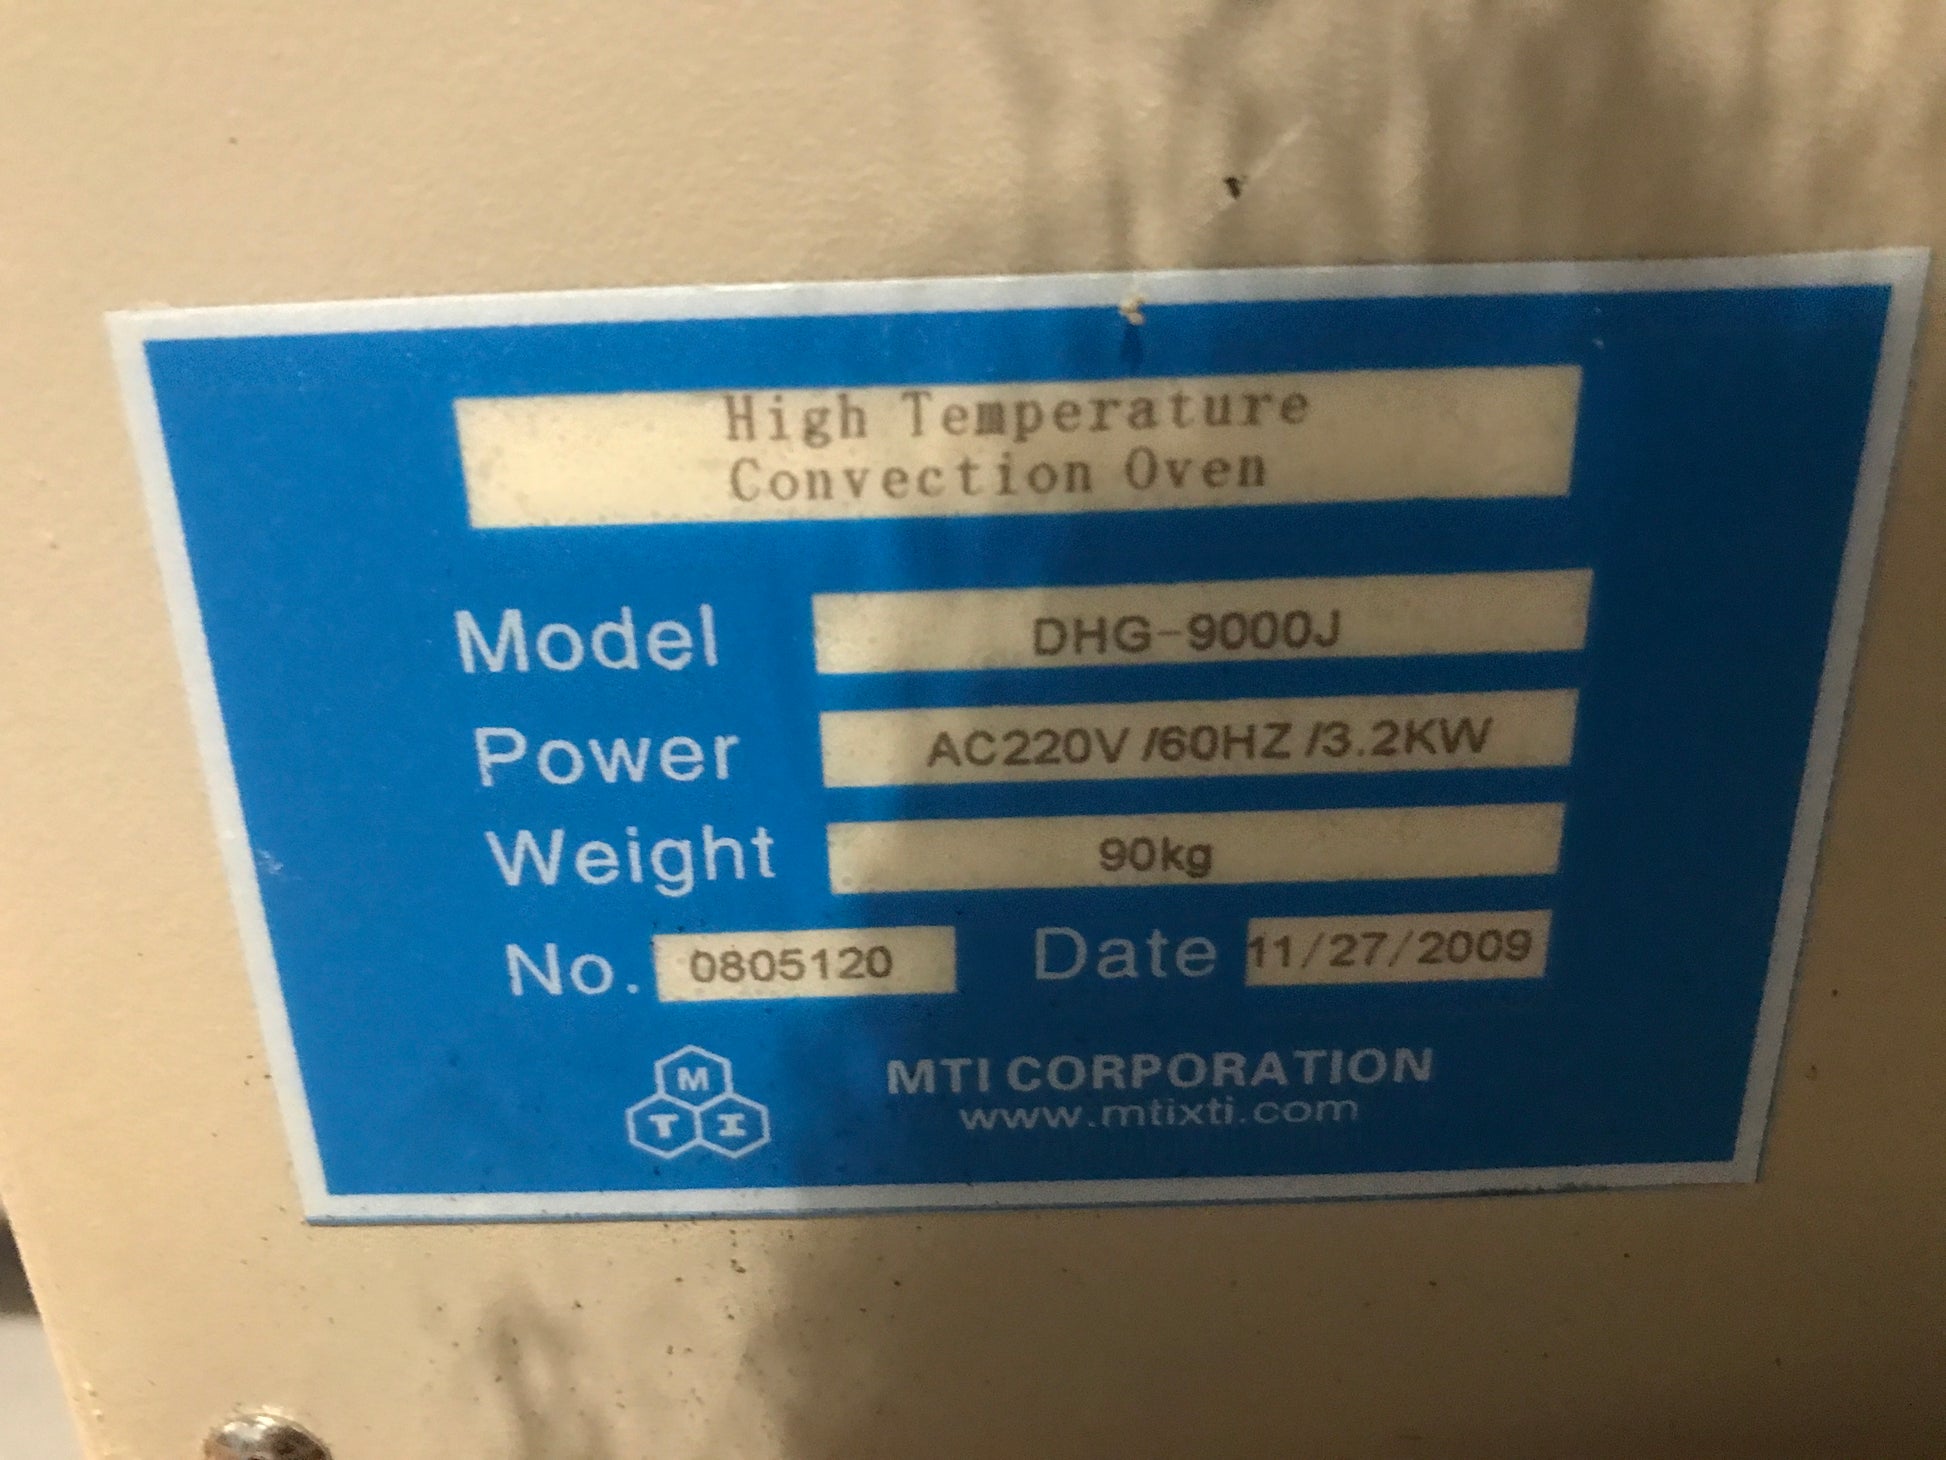 High Temperature
Convection Oven
Model DHG-9000J
Power AC220V /60HZ /3.2KW
Weight 90kg
No. 0805120 Date 11/27/2009
M
T I
MTI CORPORATION
www.mtixti.com